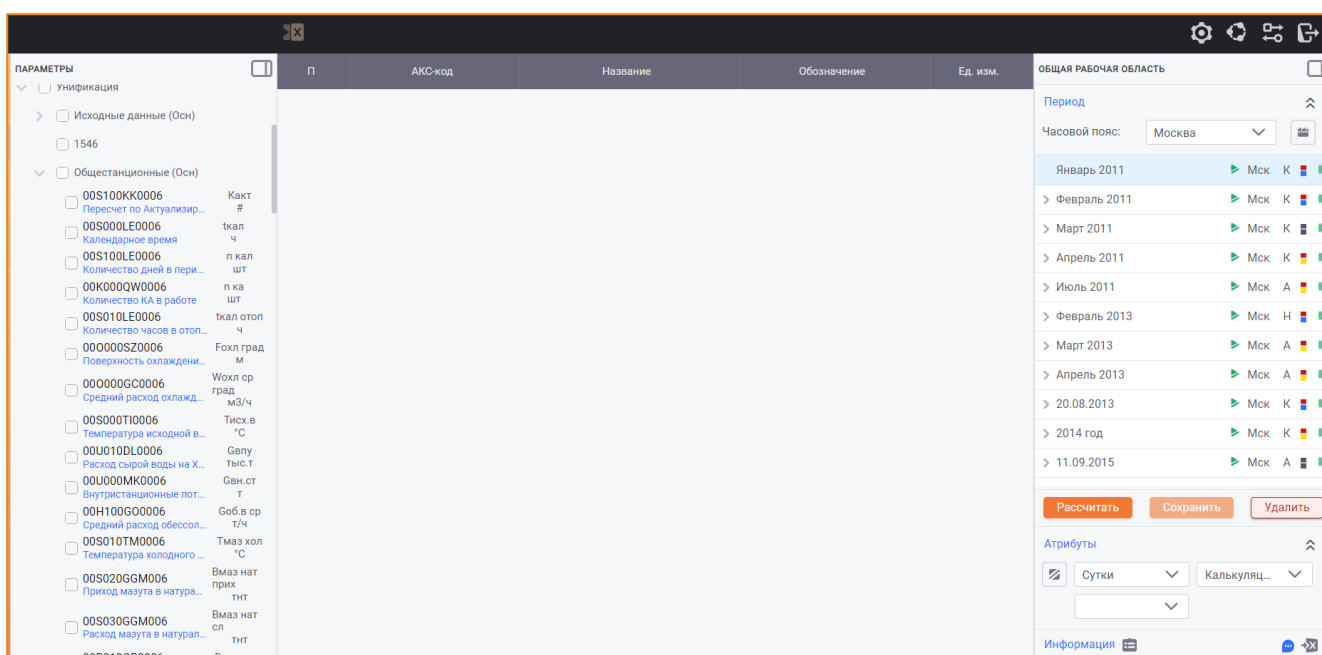 ПАРАМЕТРЫ
П
АКС-код
Название
Обозначение
Ед. изм.
ОБЩАЯ РАБОЧАЯ ОБЛАСТЬ
Унификация
Исходные данные (Осн)
1546
Общестанционные (Осн)
00S100KK0006 Какт
Пересчет по Актуализир... #
00S000LE0006 tкал
Календарное время ч
00S100LE0006 n кал
Количество дней в пери... шт
00K000QW0006 n ка
Количество КА в работе шт
00S010LE0006 tкал отоп
Количество часов в отоп... ч
00O000SZ0006 Fохл град
Поверхность охлаждени... м
Wохл ср
00O000GC0006 град
Средний расход охлажд... м3/ч
00S000TI0006 Тисх.в
Температура исходной в... °С
00U010DL0006 Gвпу
Расход сырой воды на Х... тыс.т
00U000MK0006 Gвн.ст
Внутристанционные пот... т
00H100GO0006 Gоб.в ср
Средний расход обессол... т/ч
00S010TM0006 Тмаз хол
Температура холодного ... °С
Вмаз нат
00S020GGM006 прих
Приход мазута в натура... тнт
Вмаз нат
00S030GGM006 сл
Расход мазута в натурал... тнт
Период
Часовой пояс: Москва
Январь 2011 Мск К
Февраль 2011 Мск К
Март 2011 Мск К
Апрель 2011 Мск К
Июль 2011 Мск А
Февраль 2013 Мск Н
Март 2013 Мск А
Апрель 2013 Мск А
20.08.2013 Мск К
2014 год Мск К
11.09.2015 Мск А
Рассчитать Сохранить Удалить
Атрибуты
Сутки Калькуляц...
Информация